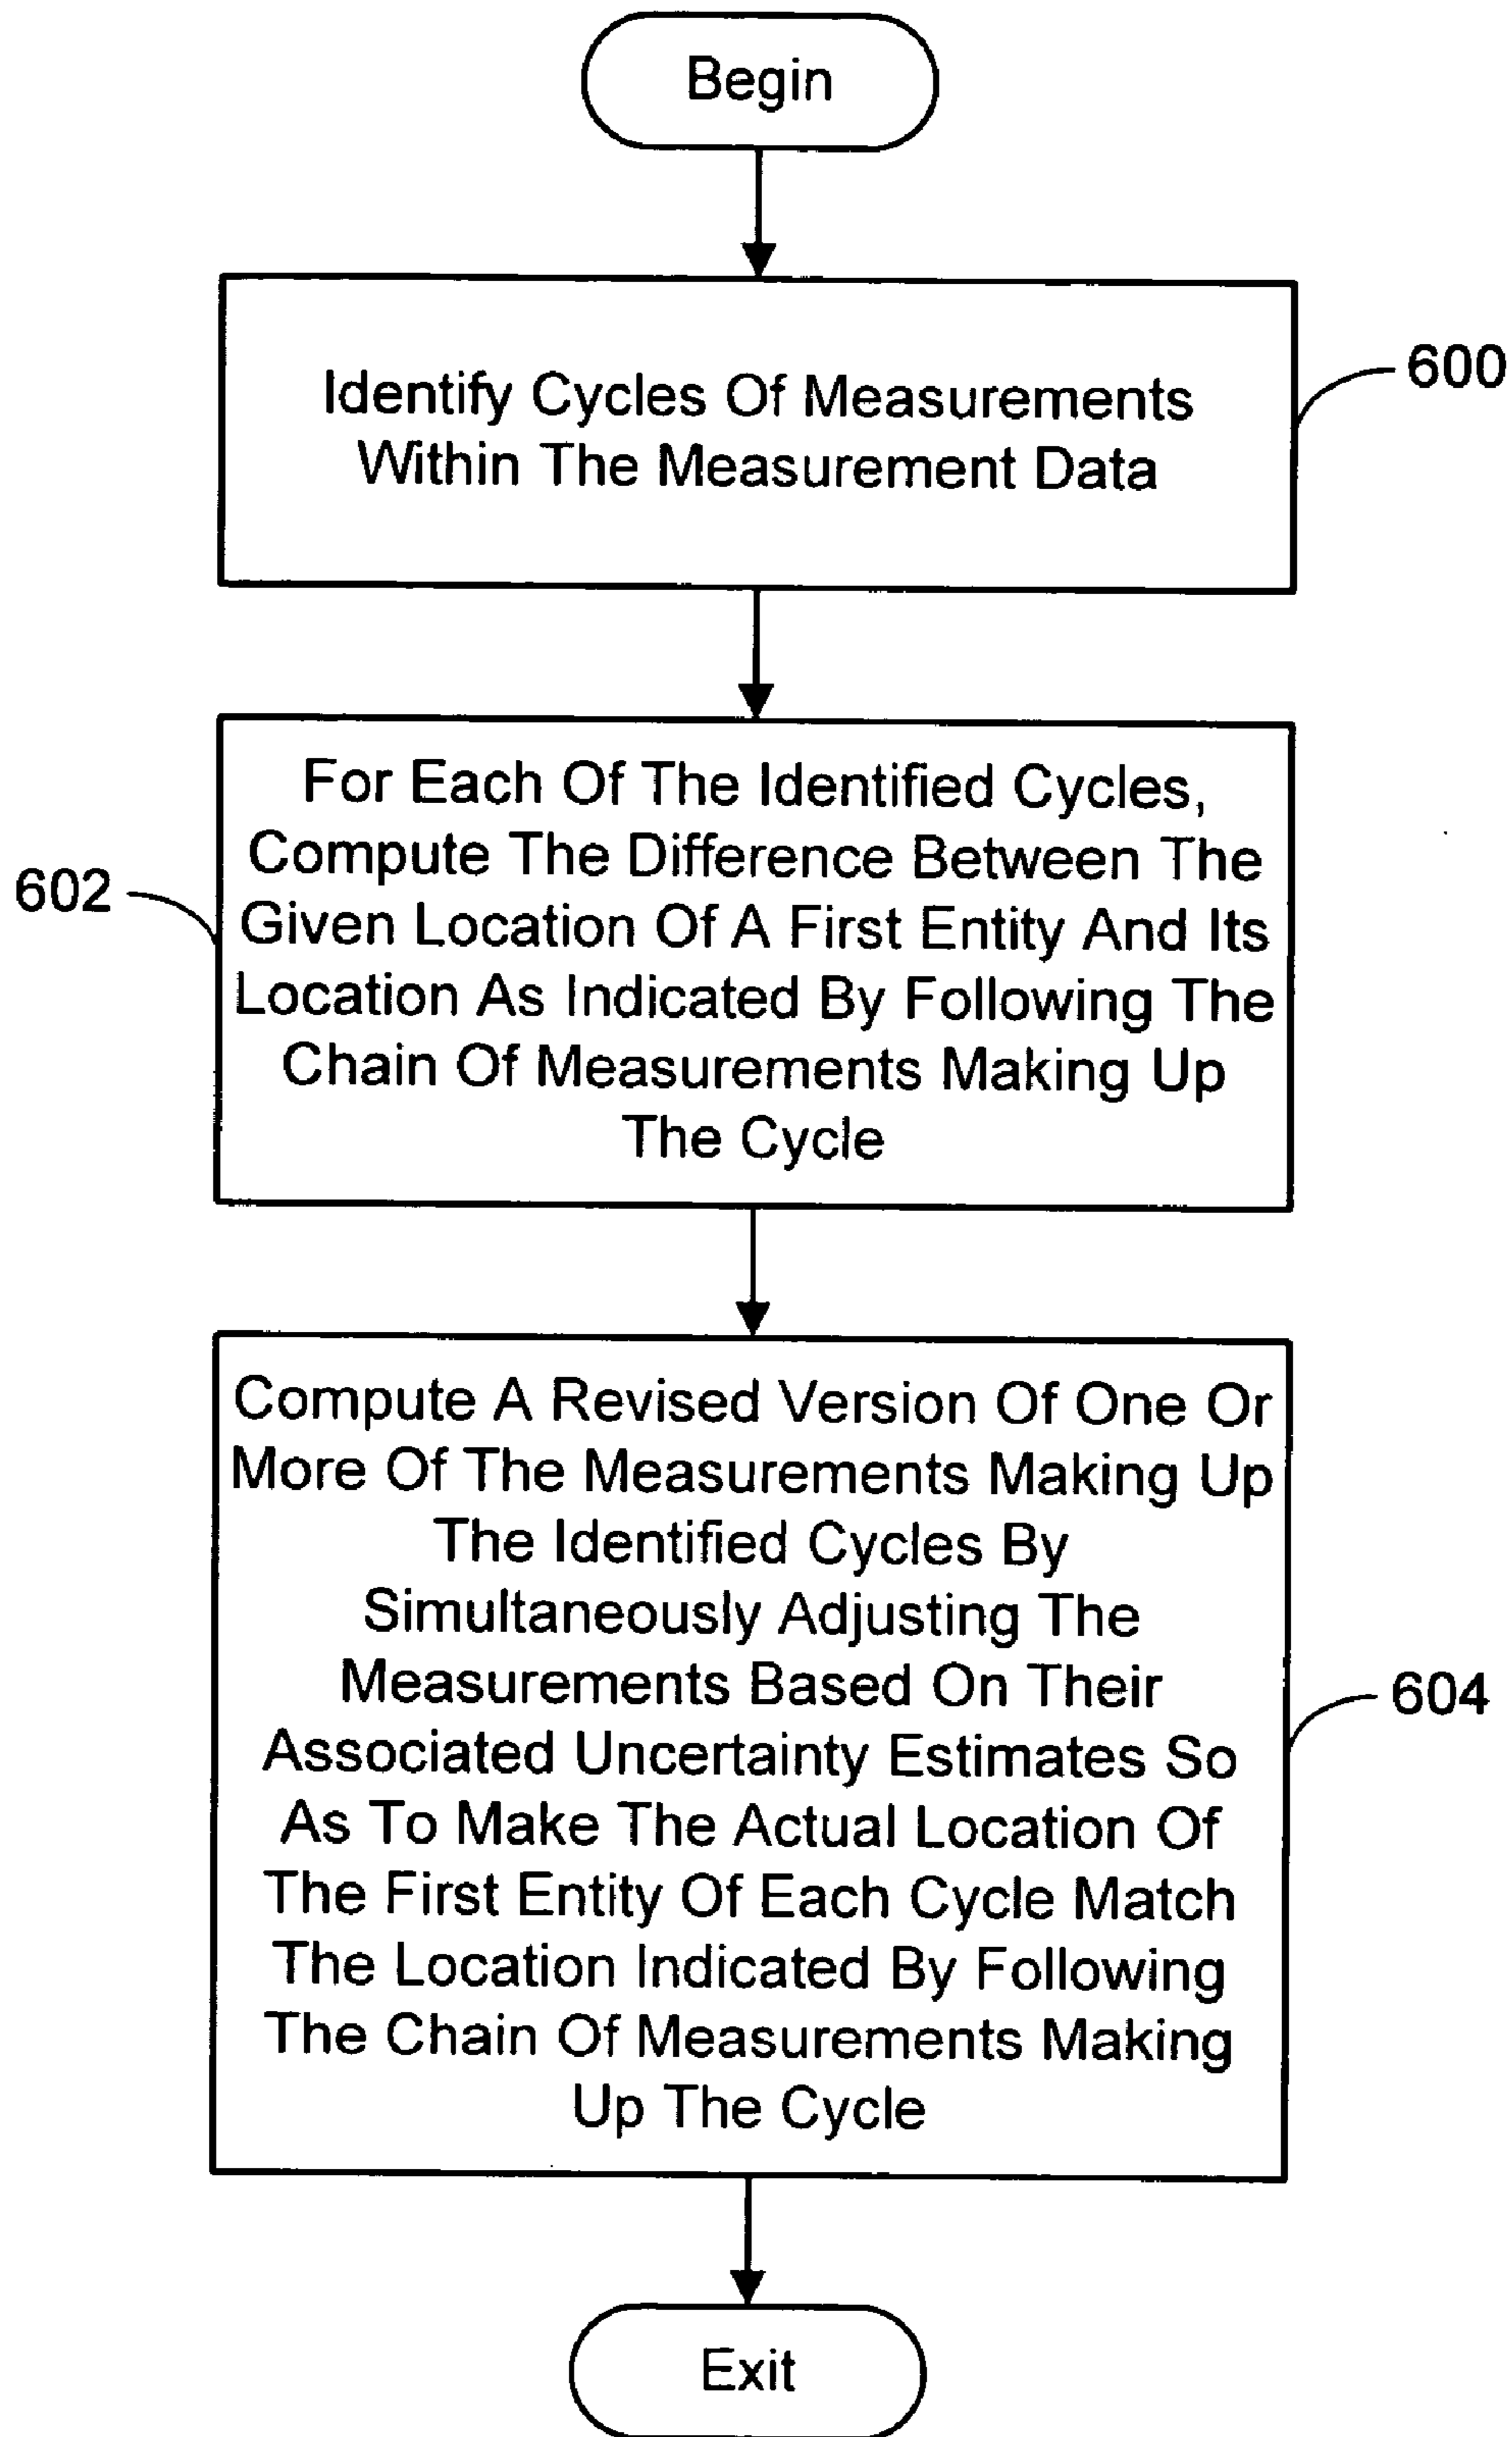 Begin
Identify Cycles Of Measurements
Within The Measurement Data
600
For Each Of The Identified Cycles,
Compute The Difference Between The
Given Location Of A First Entity And Its
Location As Indicated By Following The
Chain Of Measurements Making Up
The Cycle
602
Compute A Revised Version Of One Or
More Of The Measurements Making Up
The Identified Cycles By
Simultaneously Adjusting The
Measurements Based On Their
Associated Uncertainty Estimates So
As To Make The Actual Location Of
The First Entity Of Each Cycle Match
The Location Indicated By Following
The Chain Of Measurements Making
Up The Cycle
604
Exit